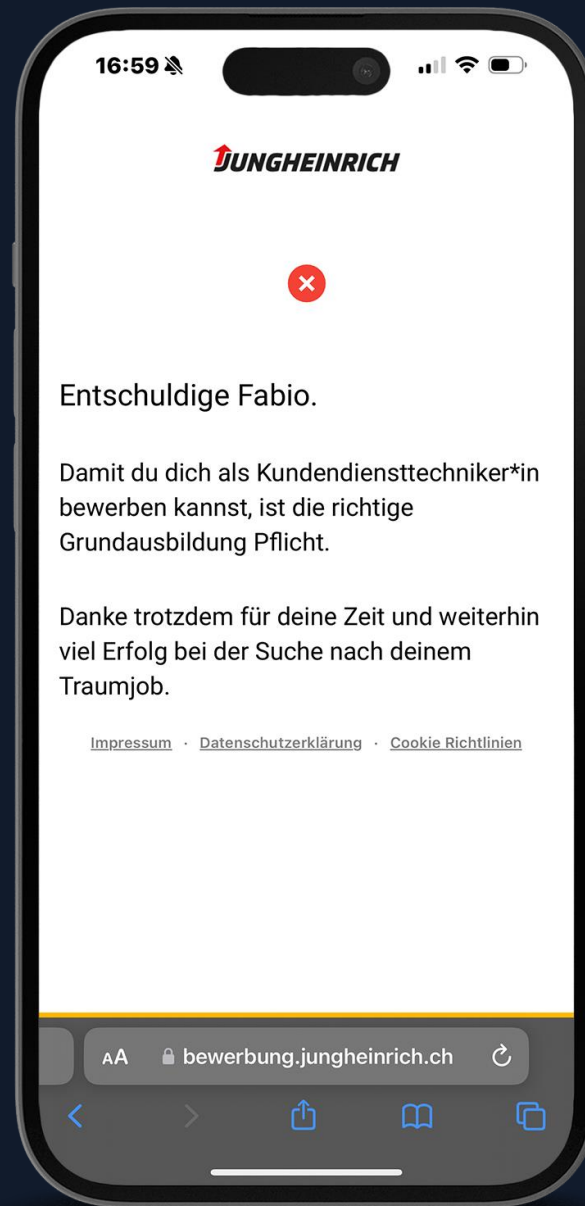 16:59
JUNGHEINRICH
Entschuldige Fabio.
Damit du dich als Kundendiensttechniker*in
bewerben kannst, ist die richtige
Grundausbildung Pflicht.
Danke trotzdem für deine Zeit und weiterhin
viel Erfolg bei der Suche nach deinem
Traumjob.
Impressum · Datenschutzerklärung · Cookie Richtlinien
AA bewerbung.jungheinrich.ch